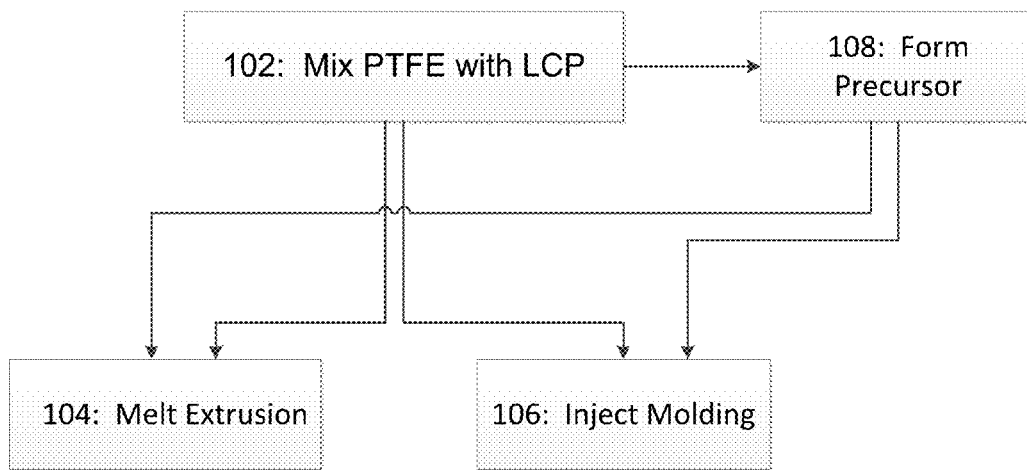 102: Mix PTFE with LCP
108: Form
Precursor
104: Melt Extrusion
106: Inject Molding